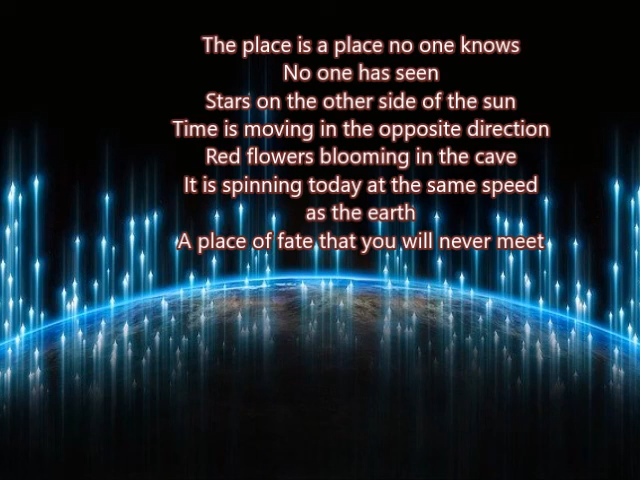 The place is a place no one knows
No one has seen
Stars on the other side of the sun
Time is moving in the opposite direction
Red flowers blooming in the cave
It is spinning today at the same speed
as the earth
A place of fate that you will never meet